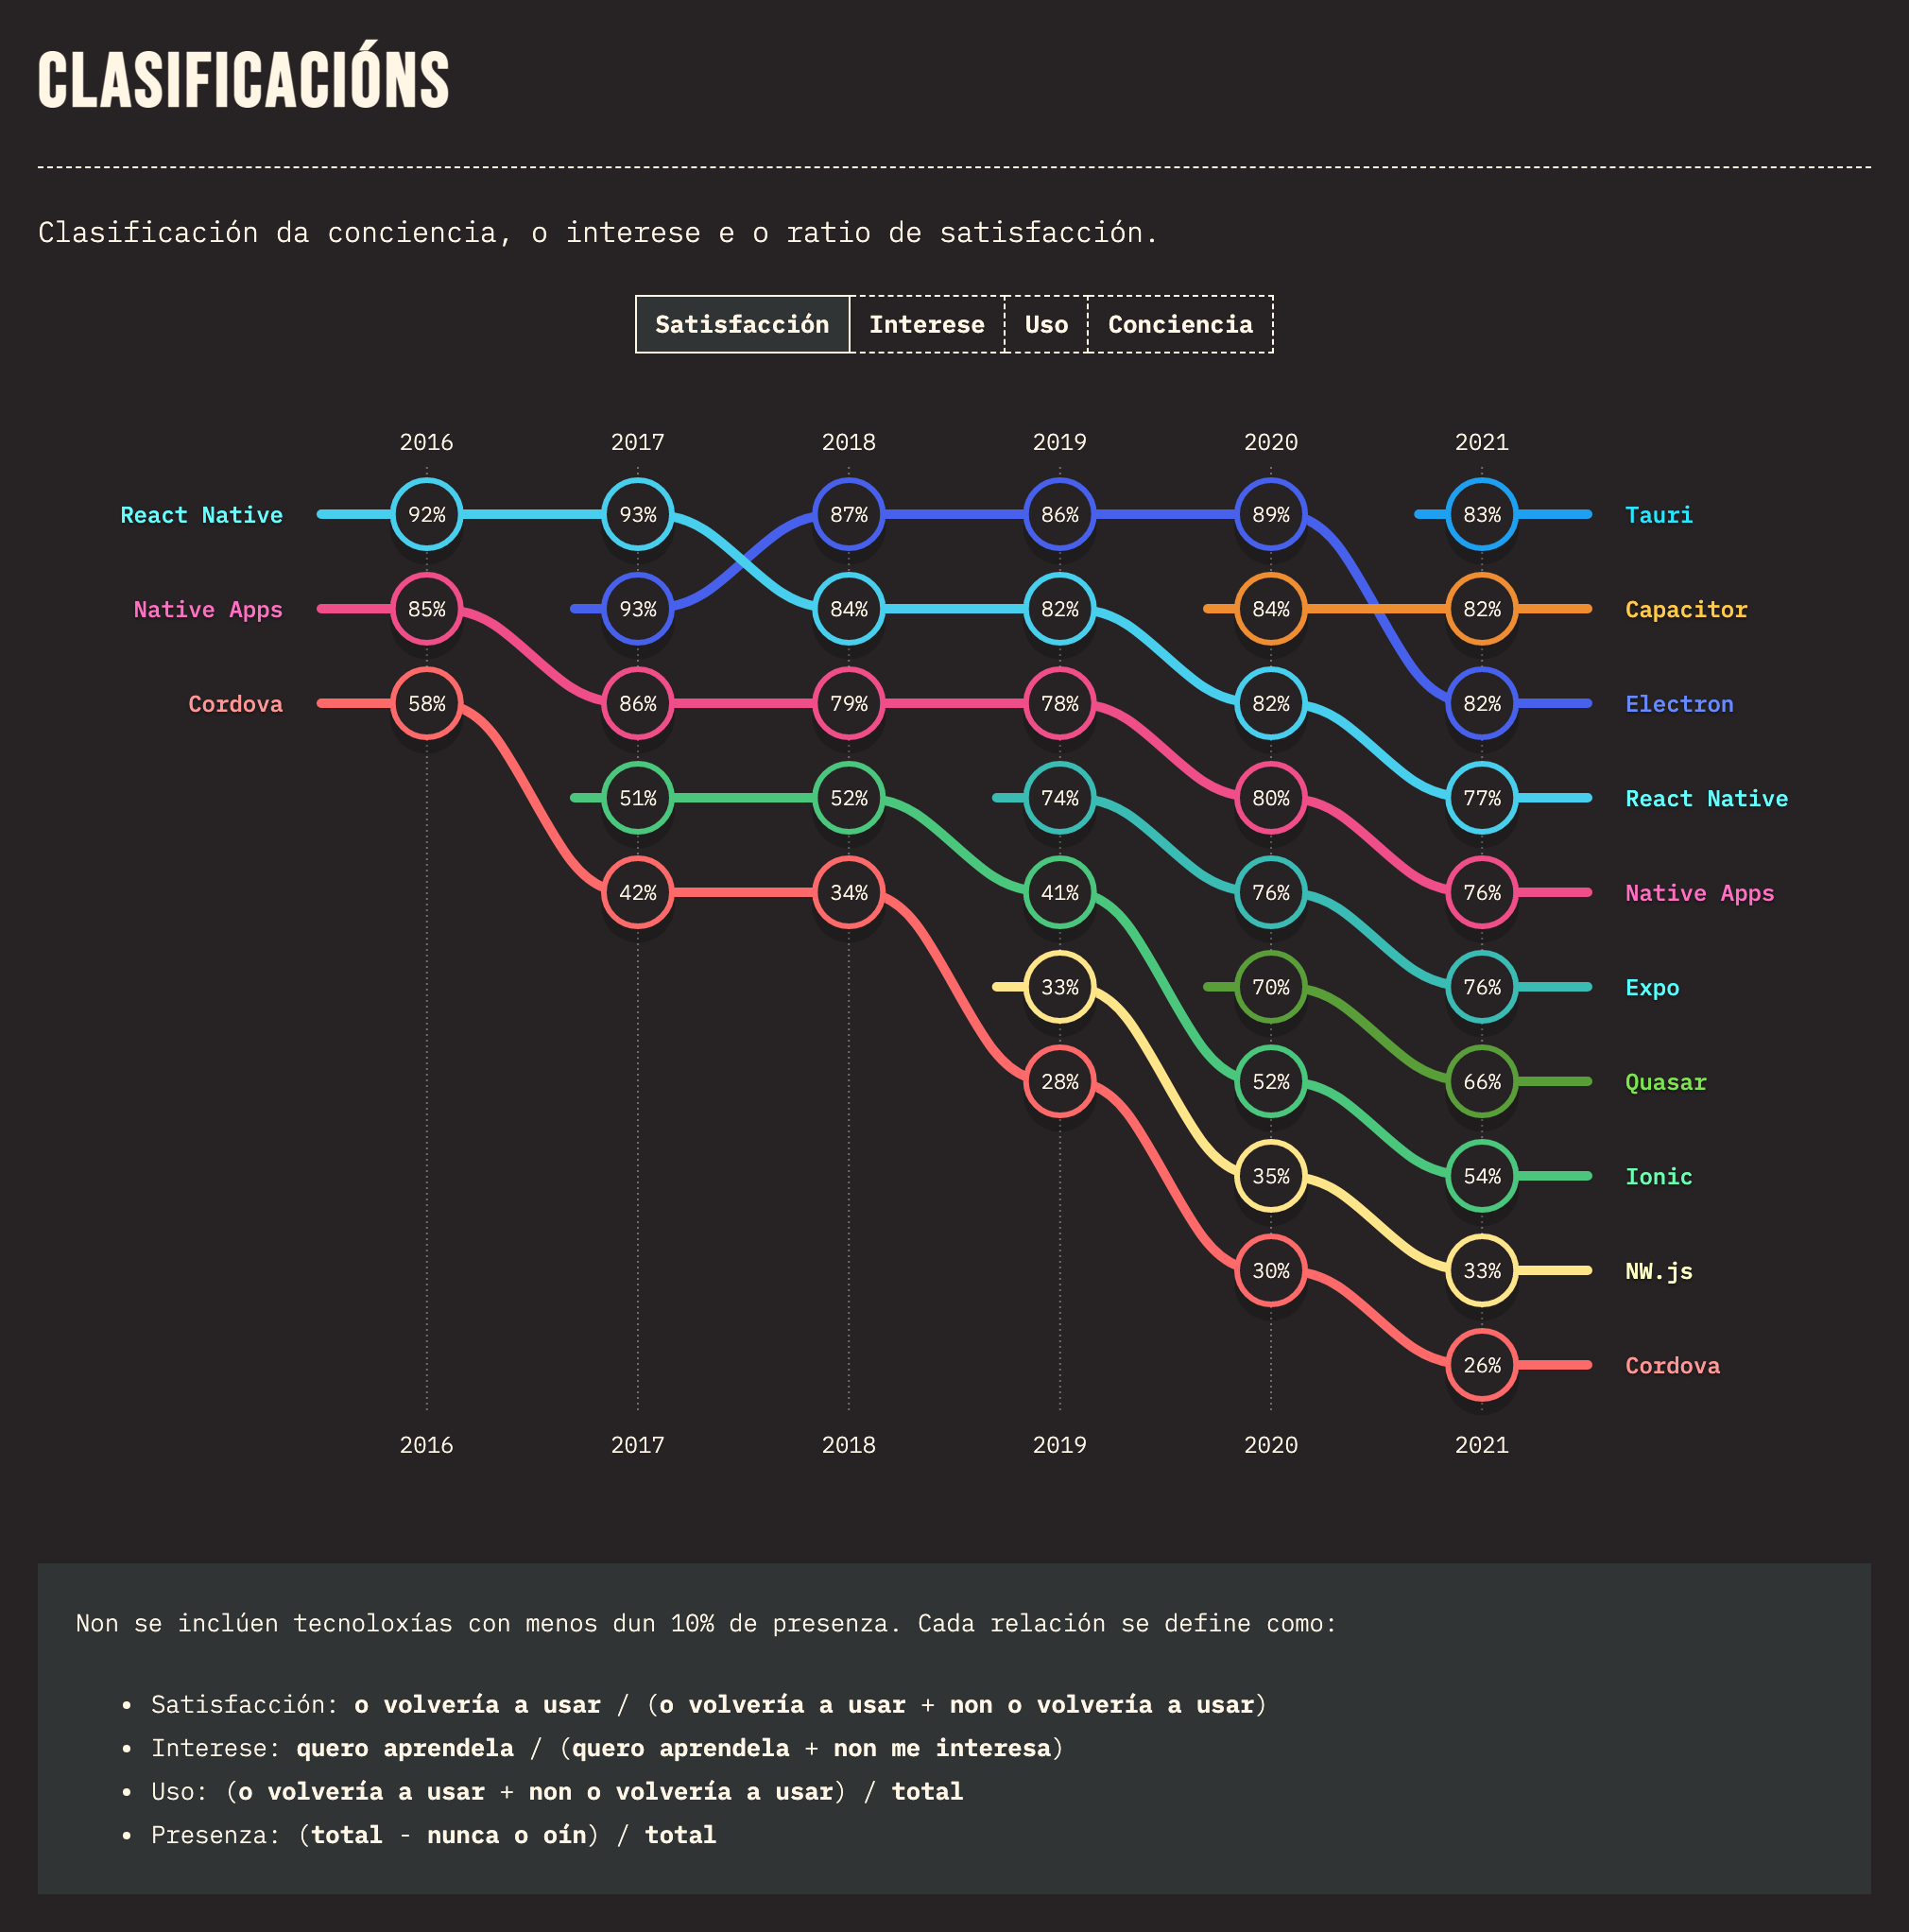 CLASIFICACIÓNS
Clasificación da conciencia, o interese e o ratio de satisfacción.
Satisfacción Interese Uso Conciencia
2016 2017 2018 2019 2020 2021
React Native 92% 93% 87% 86% 89% 83% Tauri
Native Apps 85% 93% 84% 82% 84% 82% Capacitor
Cordova 58% 86% 79% 78% 82% 82% Electron
51% 52% 74% 80% 77% React Native
42% 34% 41% 76% 76% Native Apps
33% 70% 76% Expo
28% 52% 66% Quasar
35% 54% Ionic
30% 33% NW.js
26% Cordova
2016 2017 2018 2019 2020 2021
Non se inclúen tecnoloxías con menos dun 10% de presenza. Cada relación se define como:
• Satisfacción: o volvería a usar / (o volvería a usar + non o volvería a usar)
• Interese: quero aprendela / (quero aprendela + non me interesa)
• Uso: (o volvería a usar + non o volvería a usar) / total
• Presenza: (total - nunca o oín) / total